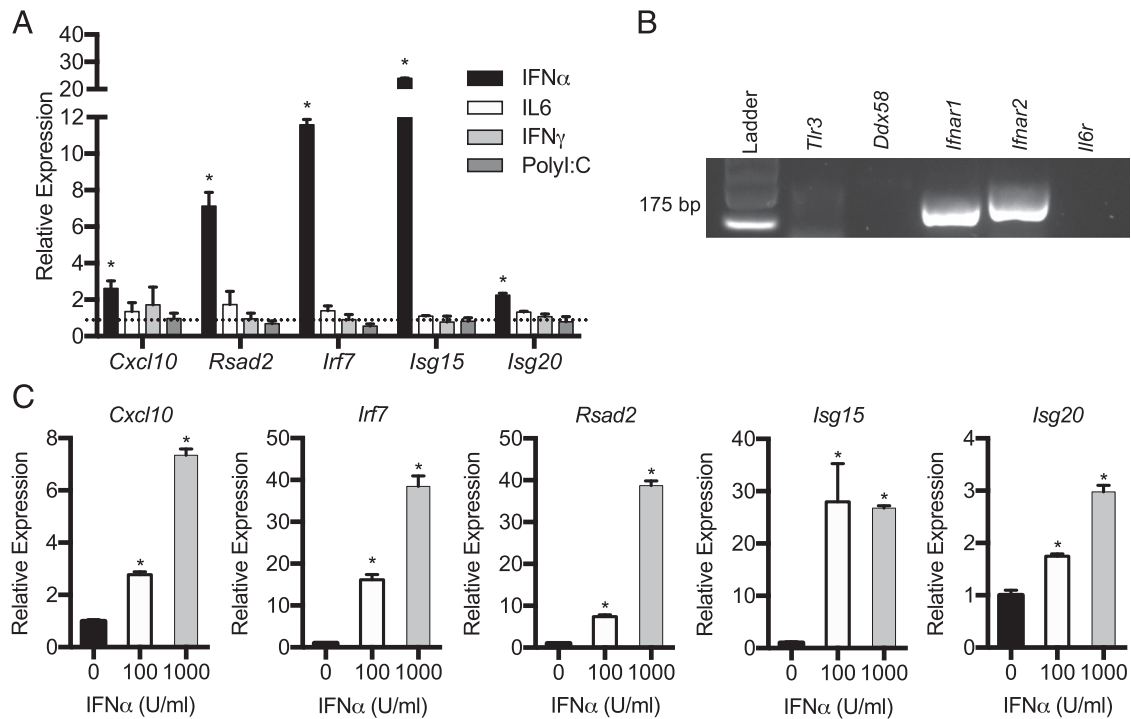 A
Relative Expression
40
30
20
12
10
8
6
4
2
0
*
*
*
*
*
IFNα
IL6
IFNγ
PolyI:C
Cxcl10 Rsad2 Irf7 Isg15 Isg20
B
Ladder
Tlr3
Ddx58
Ifnar1
Ifnar2
Il6r
175 bp
C
Cxcl10
Relative Expression
8
6
4
2
0
*
*
0 100 1000
IFNα (U/ml)
Irf7
Relative Expression
50
40
30
20
10
0
*
*
0 100 1000
IFNα (U/ml)
Rsad2
Relative Expression
50
40
30
20
10
0
*
*
0 100 1000
IFNα (U/ml)
Isg15
Relative Expression
40
30
20
10
0
*
*
0 100 1000
IFNα (U/ml)
Isg20
Relative Expression
4
3
2
1
0
*
*
0 100 1000
IFNα (U/ml)